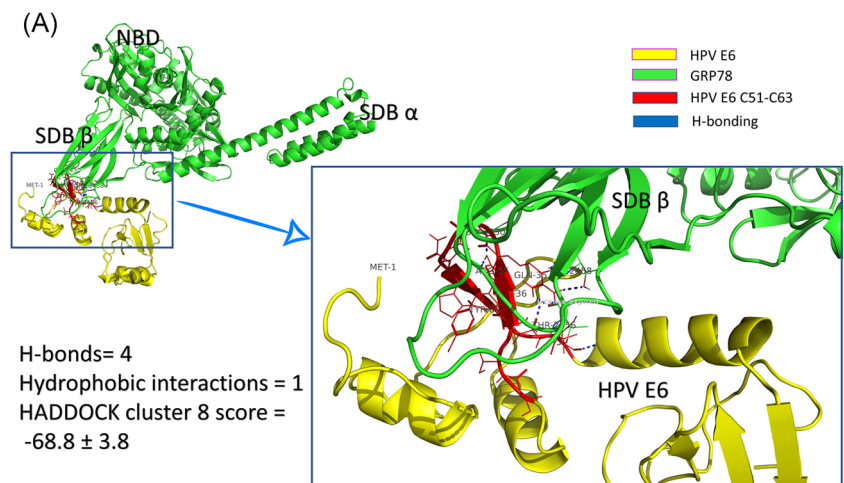 (A)
NBD
SDB α
SDB β
MET-1
HPV E6
GRP78
HPV E6 C51-C63
H-bonding
SDB β
MET-1
HPV E6
H-bonds= 4
Hydrophobic interactions = 1
HADDOCK cluster 8 score =
-68.8 ± 3.8